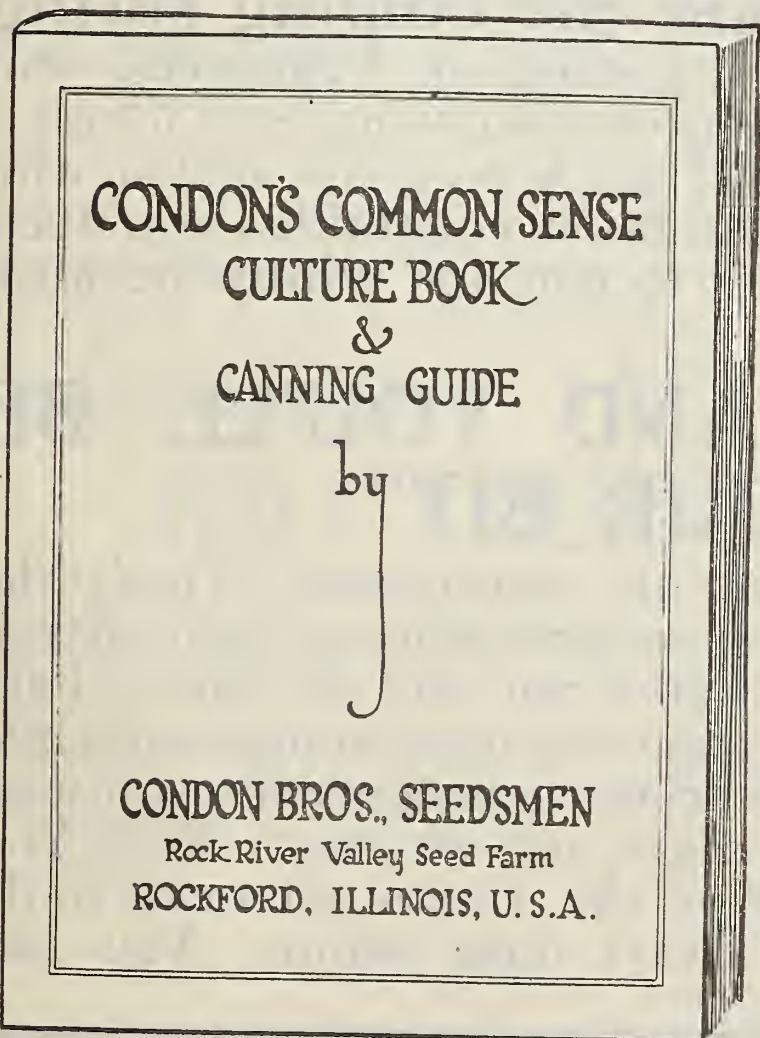 CONDON'S COMMON SENSE
CULTURE BOOK
&
CANNING GUIDE
by
CONDON BROS., SEEDSMEN
Rock River Valley Seed Farm
ROCKFORD, ILLINOIS, U.S.A.